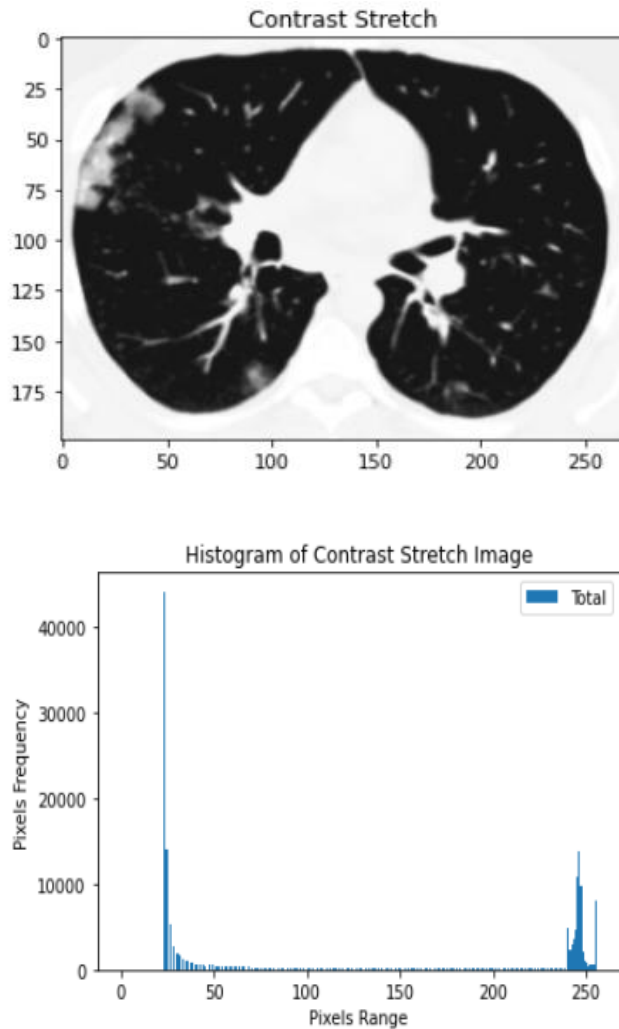 Contrast Stretch
0
25
50
75
100
125
150
175
0 50 100 150 200 250
Histogram of Contrast Stretch Image
Total
40000
30000
20000
10000
0
Pixels Frequency
0 50 100 150 200 250
Pixels Range